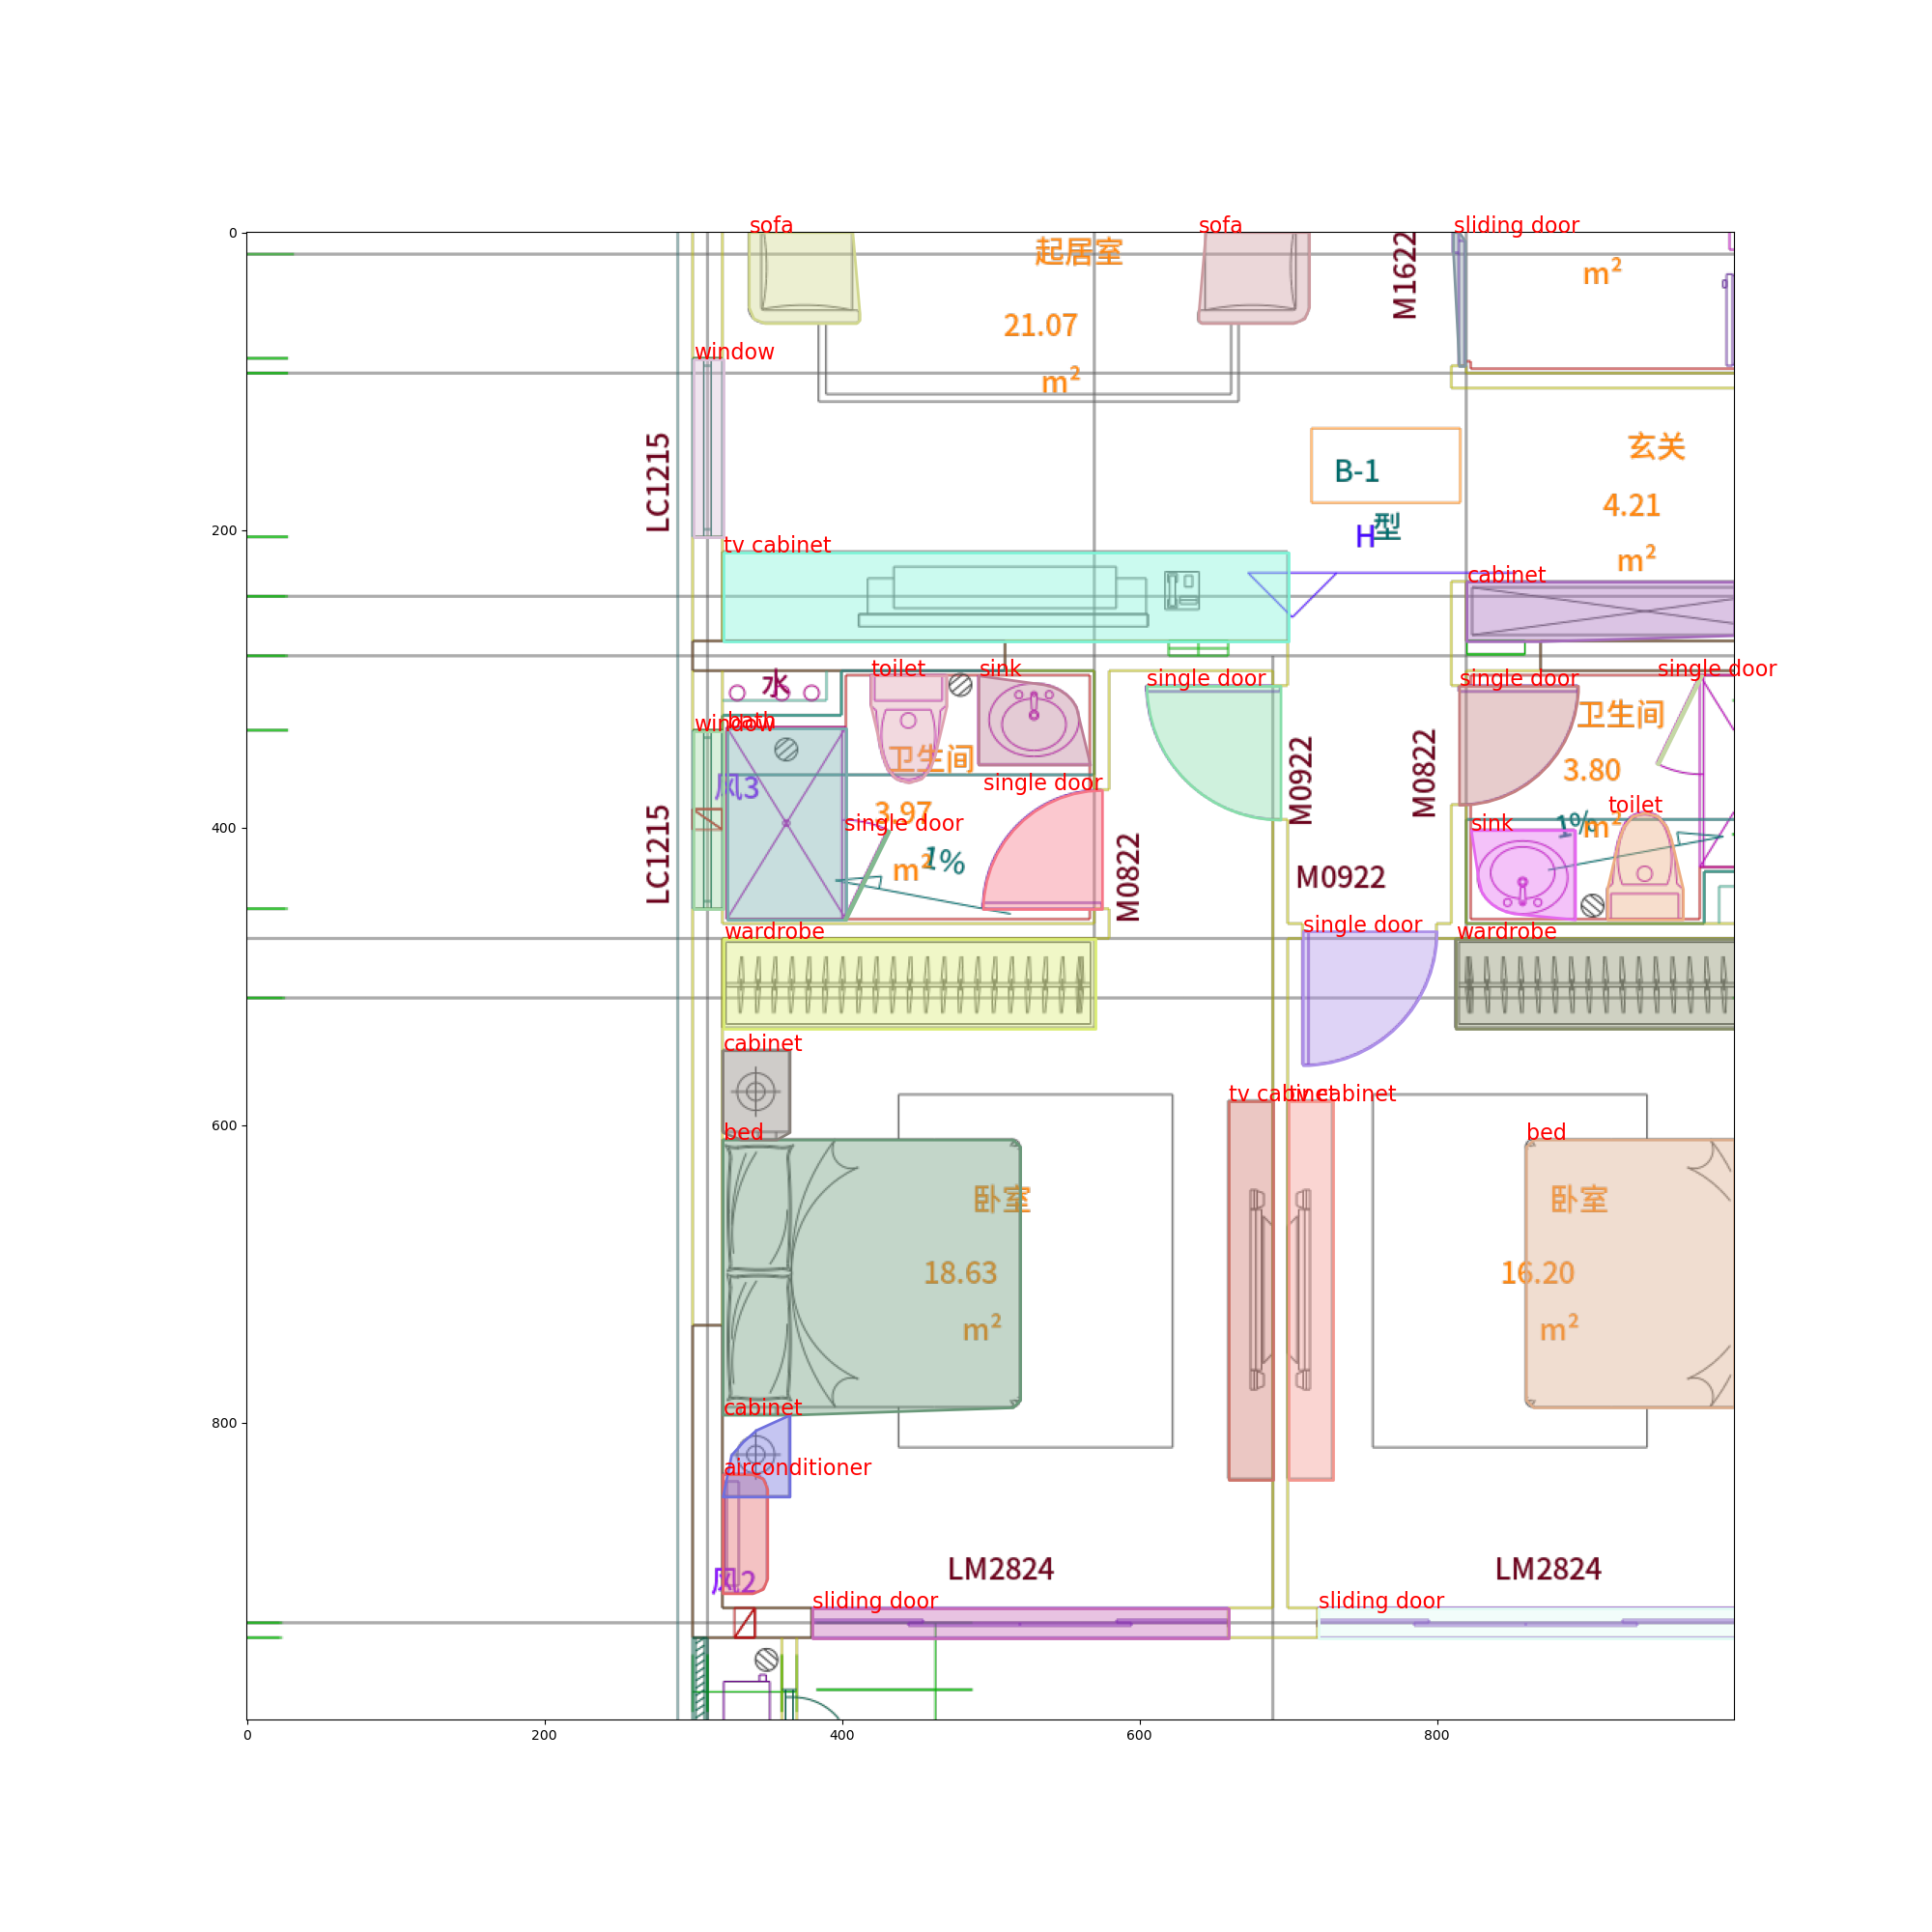 sofa
sofa
sliding door
起居室
21.07
m²
M1622
m²
window
LC1215
玄关
4.21
m²
B-1
型
H
tv cabinet
cabinet
toilet
sink
single door
single door
single door
水
window
bath
风3
卫生间
3.97
m²
1%
single door
single door
LC1215
M0822
M0922
M0922
M0822
卫生间
3.80
m²
1%
toilet
sink
wardrobe
single door
wardrobe
cabinet
tv cabinet
tv cabinet
bed
bed
卧室
18.63
m²
卧室
16.20
m²
cabinet
airconditioner
风2
LM2824
LM2824
sliding door
sliding door
0
200
400
600
800
0
200
400
600
800